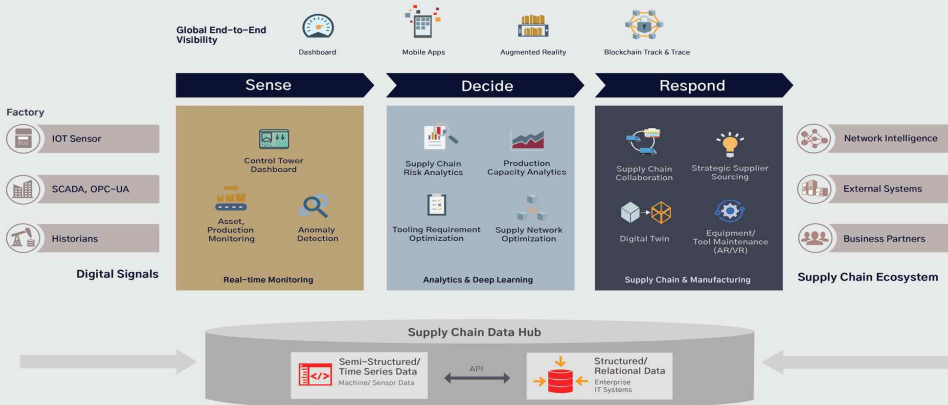 Global End-to-End
Visibility
Dashboard
Mobile Apps
Augmented Reality
Blockchain Track & Trace
Sense
Decide
Respond
Factory
IOT Sensor
SCADA, OPC-UA
Historians
Digital Signals
Control Tower
Dashboard
Asset,
Production
Monitoring
Anomaly
Detection
Real-time Monitoring
Supply Chain
Risk Analytics
Production
Capacity Analytics
Tooling Requirement
Optimization
Supply Network
Optimization
Analytics & Deep Learning
Supply Chain
Collaboration
Strategic Supplier
Sourcing
Digital Twin
Equipment/
Tool Maintenance
(AR/VR)
Supply Chain & Manufacturing
Network Intelligence
External Systems
Business Partners
Supply Chain Ecosystem
Supply Chain Data Hub
Semi-Structured/
Time Series Data
Machine/ Sensor Data
API
Structured/
Relational Data
Enterprise
IT Systems